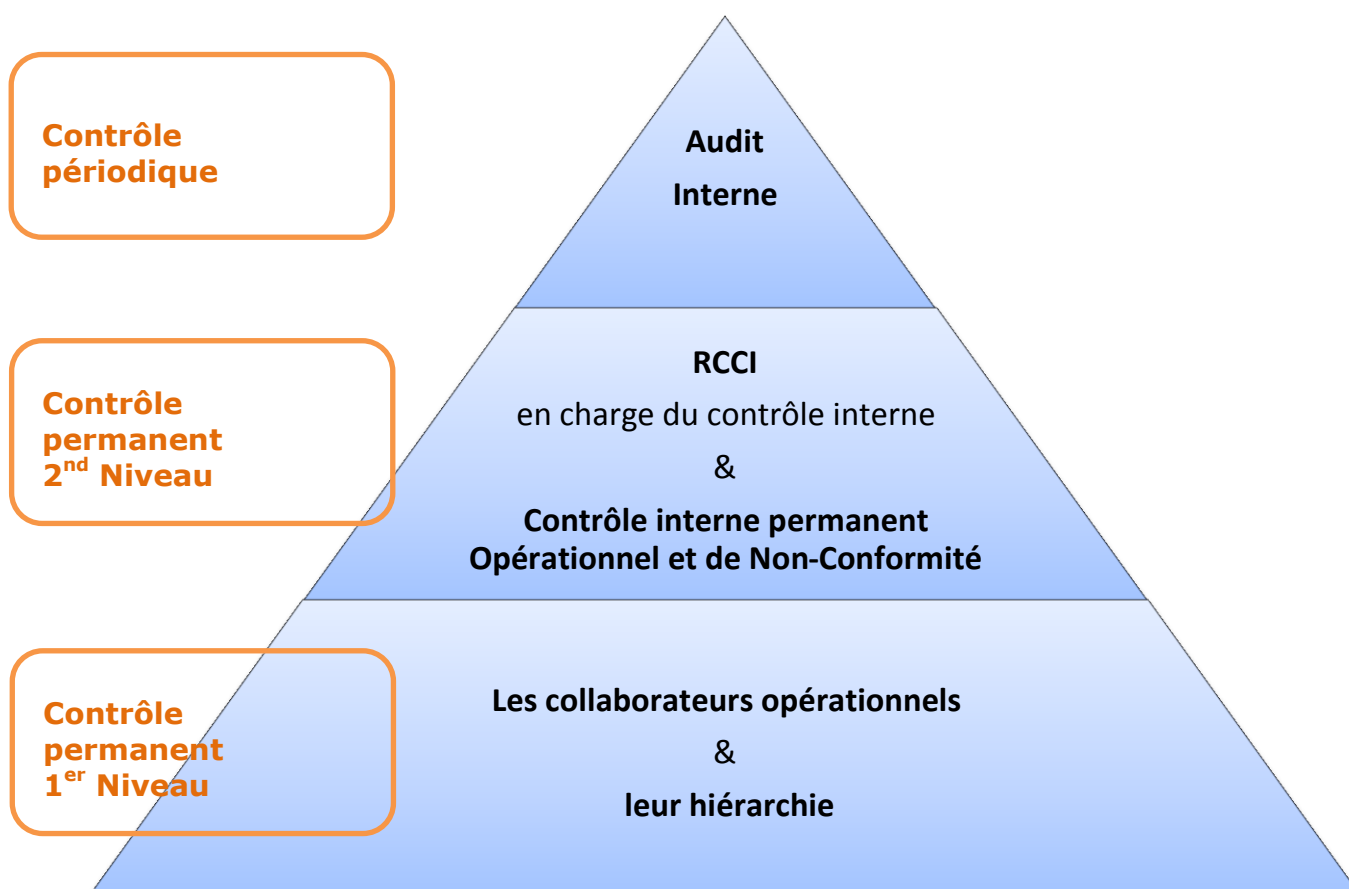 Contrôle
périodique
Audit
Interne
Contrôle
permanent
2nd Niveau
RCCI
en charge du contrôle interne
&
Contrôle interne permanent
Opérationnel et de Non-Conformité
Contrôle
permanent
1er Niveau
Les collaborateurs opérationnels
&
leur hiérarchie